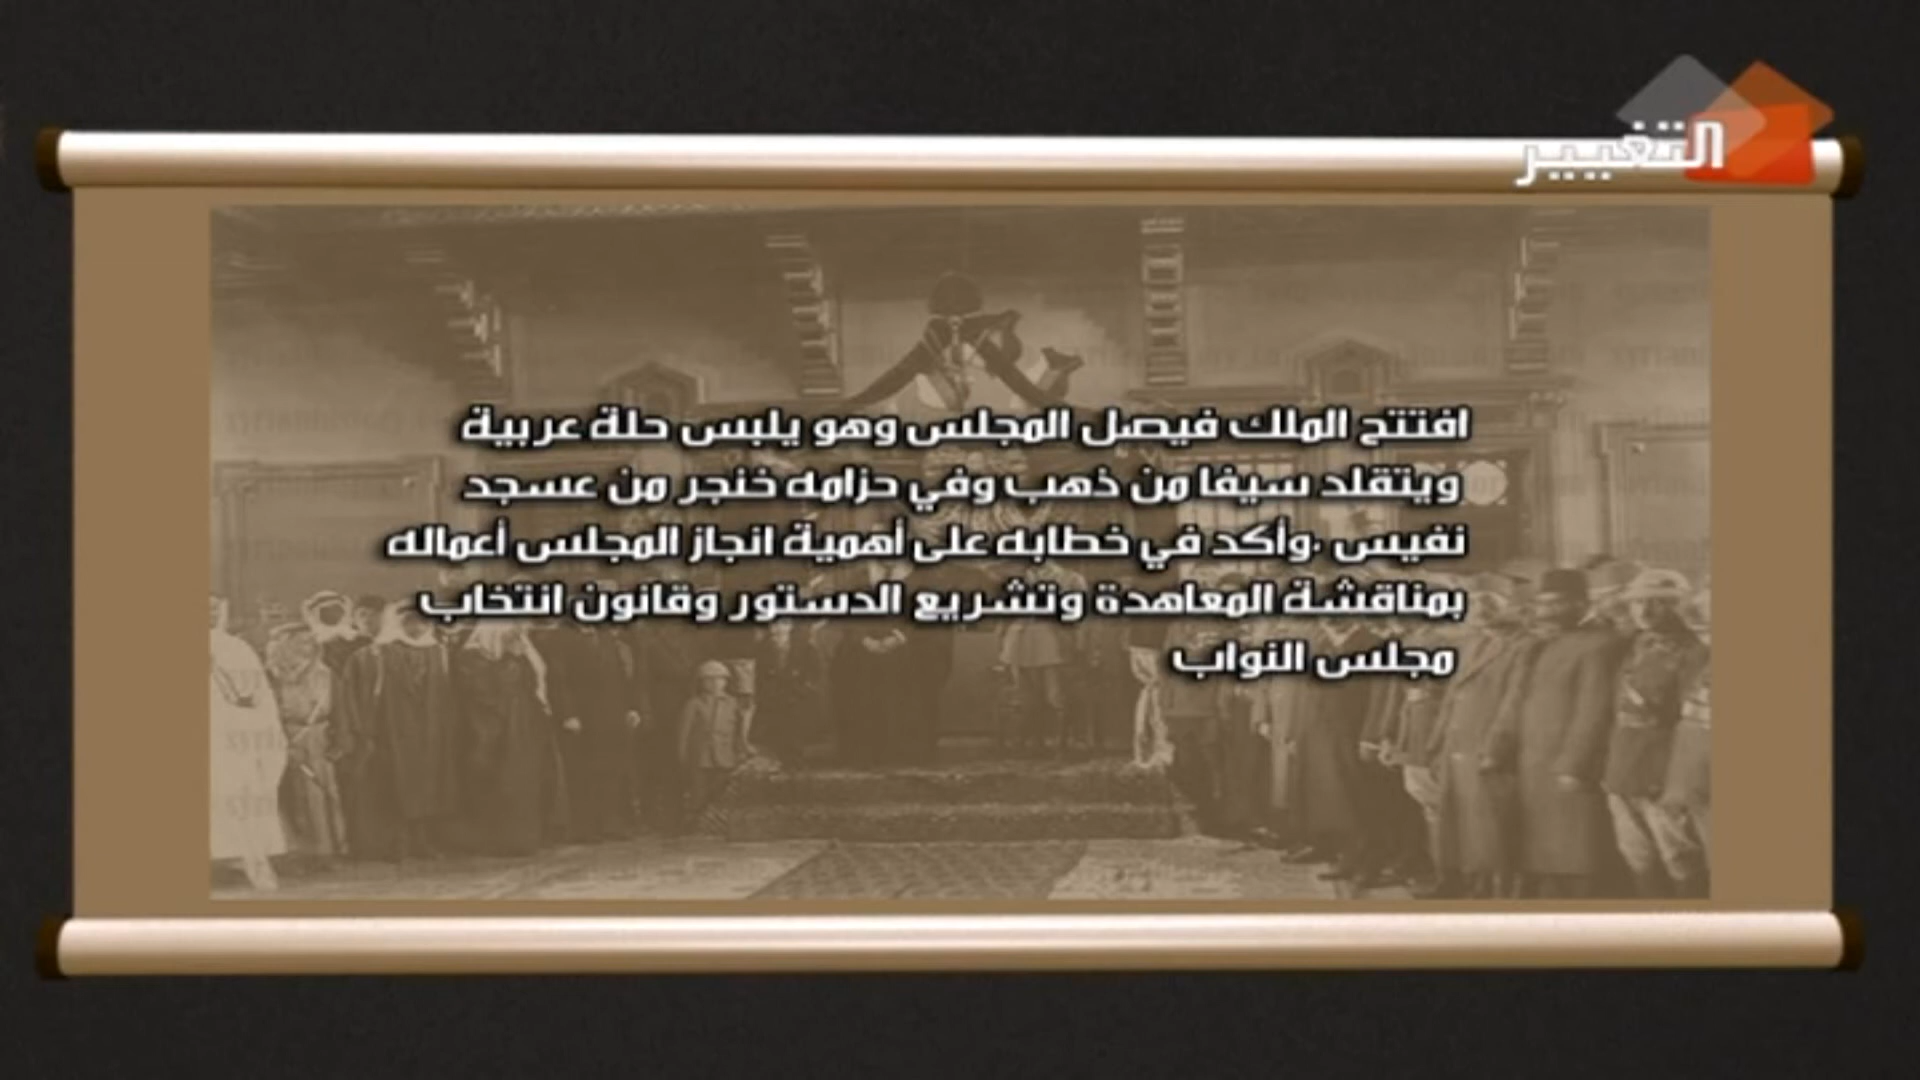 التغيير
افتتح الملك فيصل المجلس وهو يلبس حلة عربية
ويتقلد سيفا من ذهب وفي حزامه خنجر من عسجد
نفيس .وأكد في خطابه على أهمية انجاز المجلس أعماله
بمناقشة المعاهدة وتشريع الدستور وقانون انتخاب
مجلس النواب